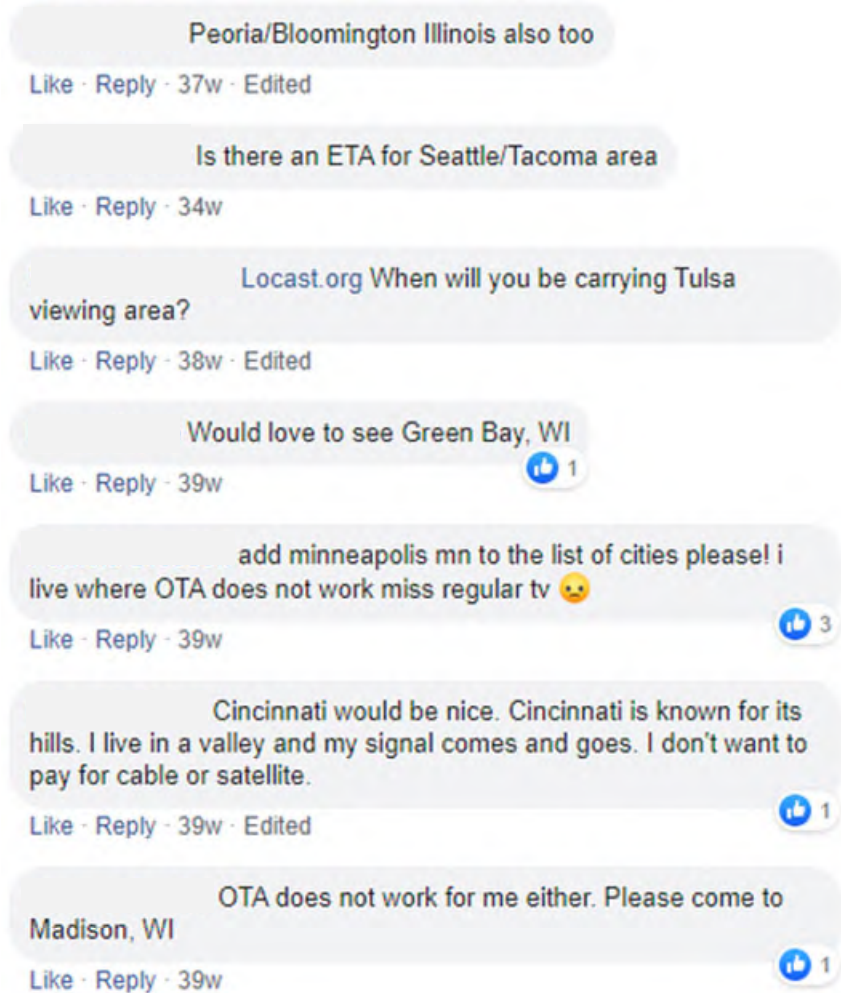 Peoria/Bloomington Illinois also too
Like · Reply · 37w · Edited
Is there an ETA for Seattle/Tacoma area
Like · Reply · 34w
Locast.org When will you be carrying Tulsa
viewing area?
Like · Reply · 38w · Edited
Would love to see Green Bay, WI
1
Like · Reply · 39w
add minneapolis mn to the list of cities please! i
live where OTA does not work miss regular tv 😞
3
Like · Reply · 39w
Cincinnati would be nice. Cincinnati is known for its
hills. I live in a valley and my signal comes and goes. I don't want to
pay for cable or satellite.
1
Like · Reply · 39w · Edited
OTA does not work for me either. Please come to
Madison, WI
1
Like · Reply · 39w